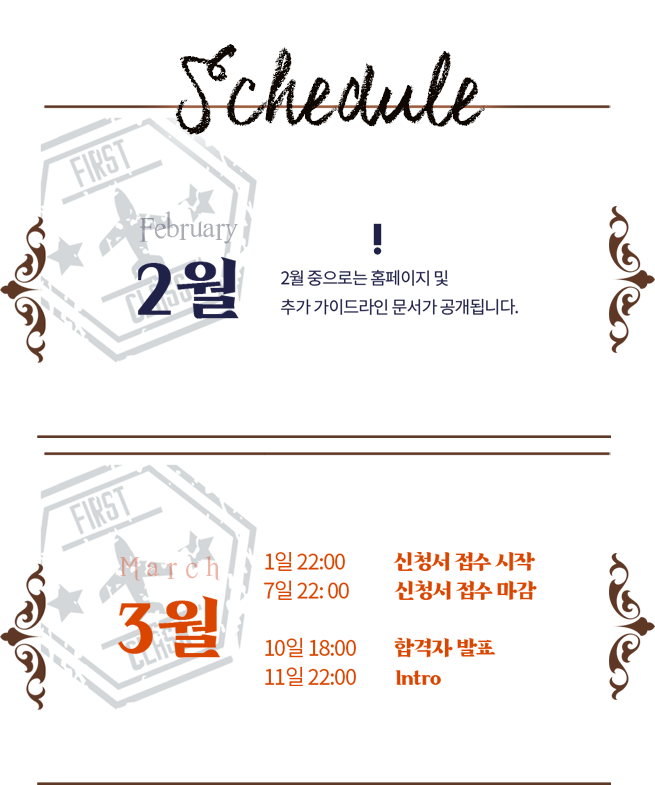 Schedule
FIRST
CLASS
February
2월
!
2월 중으로는 홈페이지 및
추가 가이드라인 문서가 공개됩니다.
FIRST
CLASS
March
3월
1일 22:00 신청서 접수 시작
7일 22: 00 신청서 접수 마감
10일 18:00 합격자 발표
11일 22:00 Intro